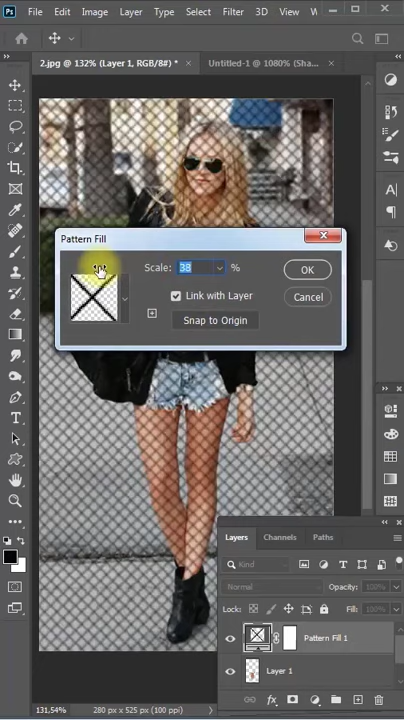 Ps File Edit Image Layer Type Select Filter 3D View
2.jpg @ 132% (Layer 1, RGB/8#) * × Untitled-1 @ 1080% (Sha... ×
Pattern Fill
Scale: 38 %
OK
Link with Layer
Cancel
Snap to Origin
Layers Channels Paths
Kind
Normal Opacity: 100%
Lock: Fill: 100%
Pattern Fill 1
Layer 1
fx
131,54% 280 px x 525 px (100 ppi)